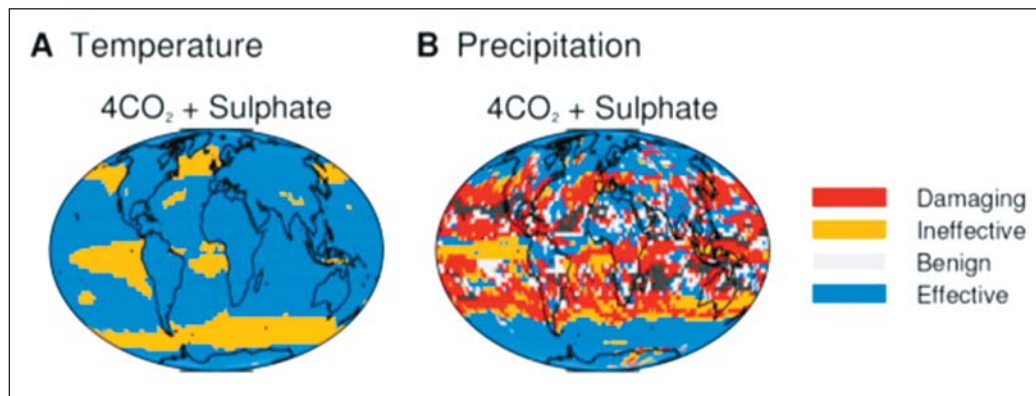 A Temperature
B Precipitation
4CO₂ + Sulphate
4CO₂ + Sulphate
Damaging
Ineffective
Benign
Effective